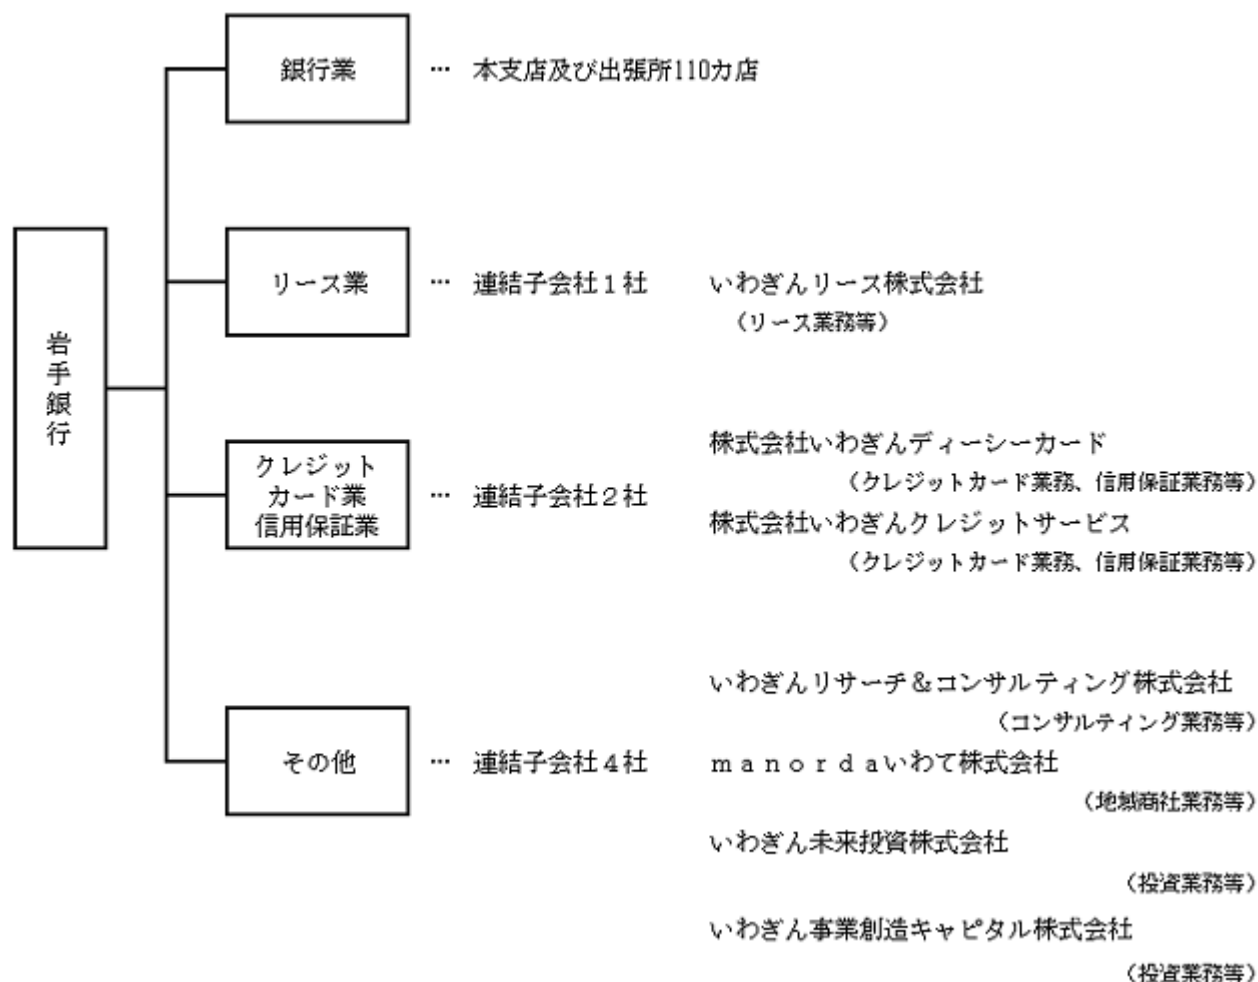 岩手銀行
銀行業 … 本支店及び出張所110カ店
リース業 … 連結子会社1社 いわぎんリース株式会社
(リース業務等)
クレジット
カード業
信用保証業
… 連結子会社2社
株式会社いわぎんディーシーカード
(クレジットカード業務、信用保証業務等)
株式会社いわぎんクレジットサービス
(クレジットカード業務、信用保証業務等)
その他 … 連結子会社4社
いわぎんリサーチ&コンサルティング株式会社
(コンサルティング業務等)
manordaいわて株式会社
(地域商社業務等)
いわぎん未来投資株式会社
(投資業務等)
いわぎん事業創造キャピタル株式会社
(投資業務等)